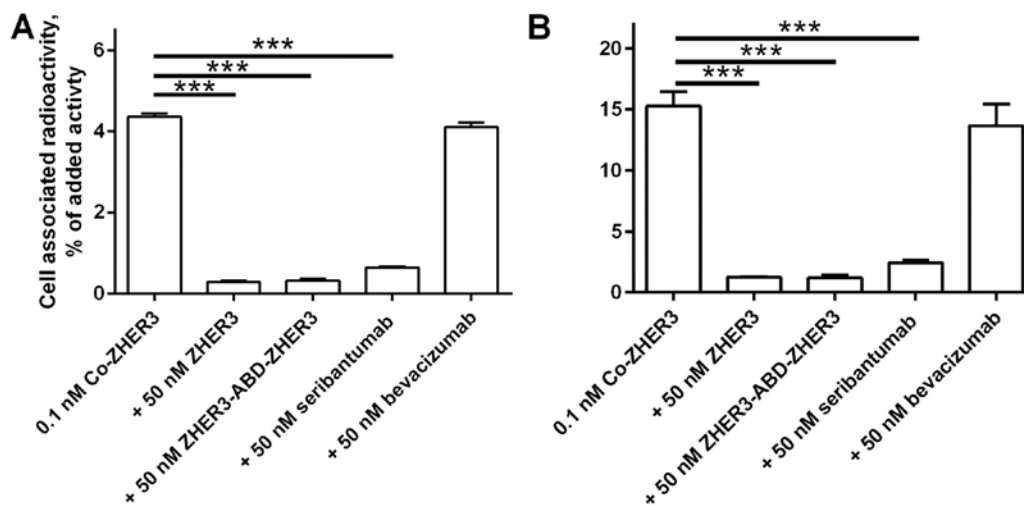 A
Cell associated radioactivity,
% of added activty
6
4
2
0
***
***
***
0.1 nM Co-ZHER3
+ 50 nM ZHER3
+ 50 nM ZHER3-ABD-ZHER3
+ 50 nM seribantumab
+ 50 nM bevacizumab
B
20
15
10
5
0
***
***
***
0.1 nM Co-ZHER3
+ 50 nM ZHER3
+ 50 nM ZHER3-ABD-ZHER3
+ 50 nM seribantumab
+ 50 nM bevacizumab